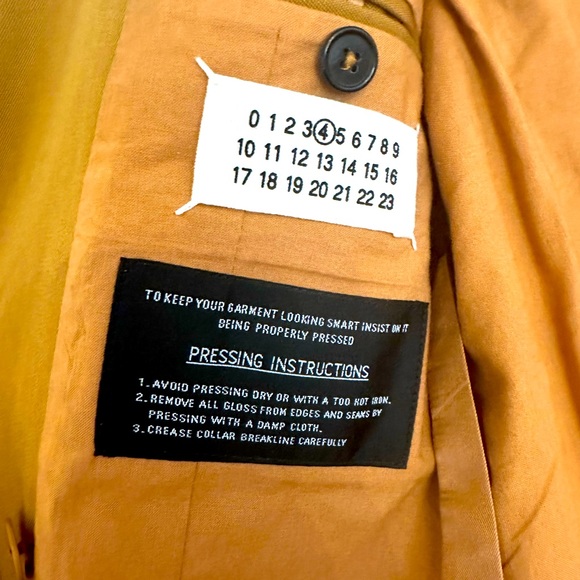 0 1 2 3 4 5 6 7 8 9
10 11 12 13 14 15 16
17 18 19 20 21 22 23
TO KEEP YOUR GARMENT LOOKING SMART INSIST ON IT
BEING PROPERLY PRESSED
PRESSING INSTRUCTIONS
1. AVOID PRESSING DRY OR WITH A TOO HOT IRON.
2. REMOVE ALL GLOSS FROM EDGES AND SEAMS BY
PRESSING WITH A DAMP CLOTH.
3. CREASE COLLAR BREAKLINE CAREFULLY